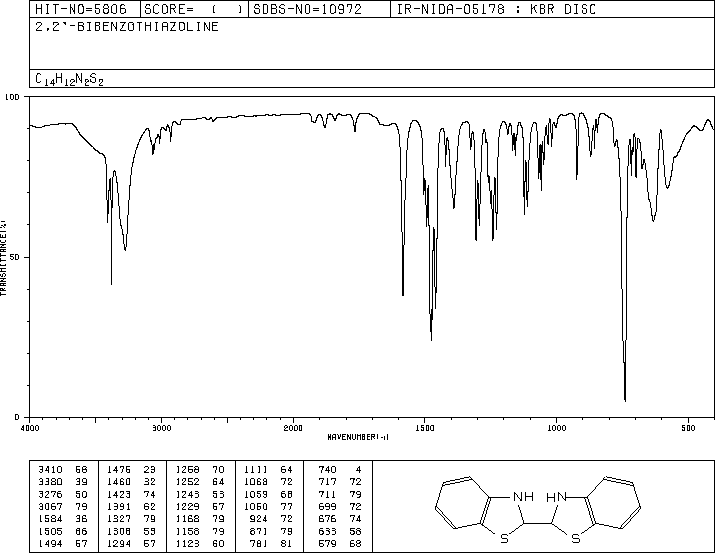 HIT-NO=5806 SCORE= ( ) SDBS-NO=10972 IR-NIDA-05178 : KBR DISC
2,2'-BIBENZOTHIAZOLINE
C14H12N2S2
100
50
0
TRANSMITTANCE(%)
4000 3000 2000 1500 1000 500
WAVENUMBER(-1)
3410 66 1476 23 1268 70 1111 64 740 4
3380 39 1460 32 1252 64 1068 72 717 72
3276 50 1423 74 1243 53 1059 68 711 79
3067 79 1391 62 1229 57 1050 77 699 72
1584 36 1327 79 1168 79 924 72 676 74
1505 66 1308 53 1158 79 871 79 633 58
1494 57 1294 57 1123 60 781 81 579 68
NH HN
S S